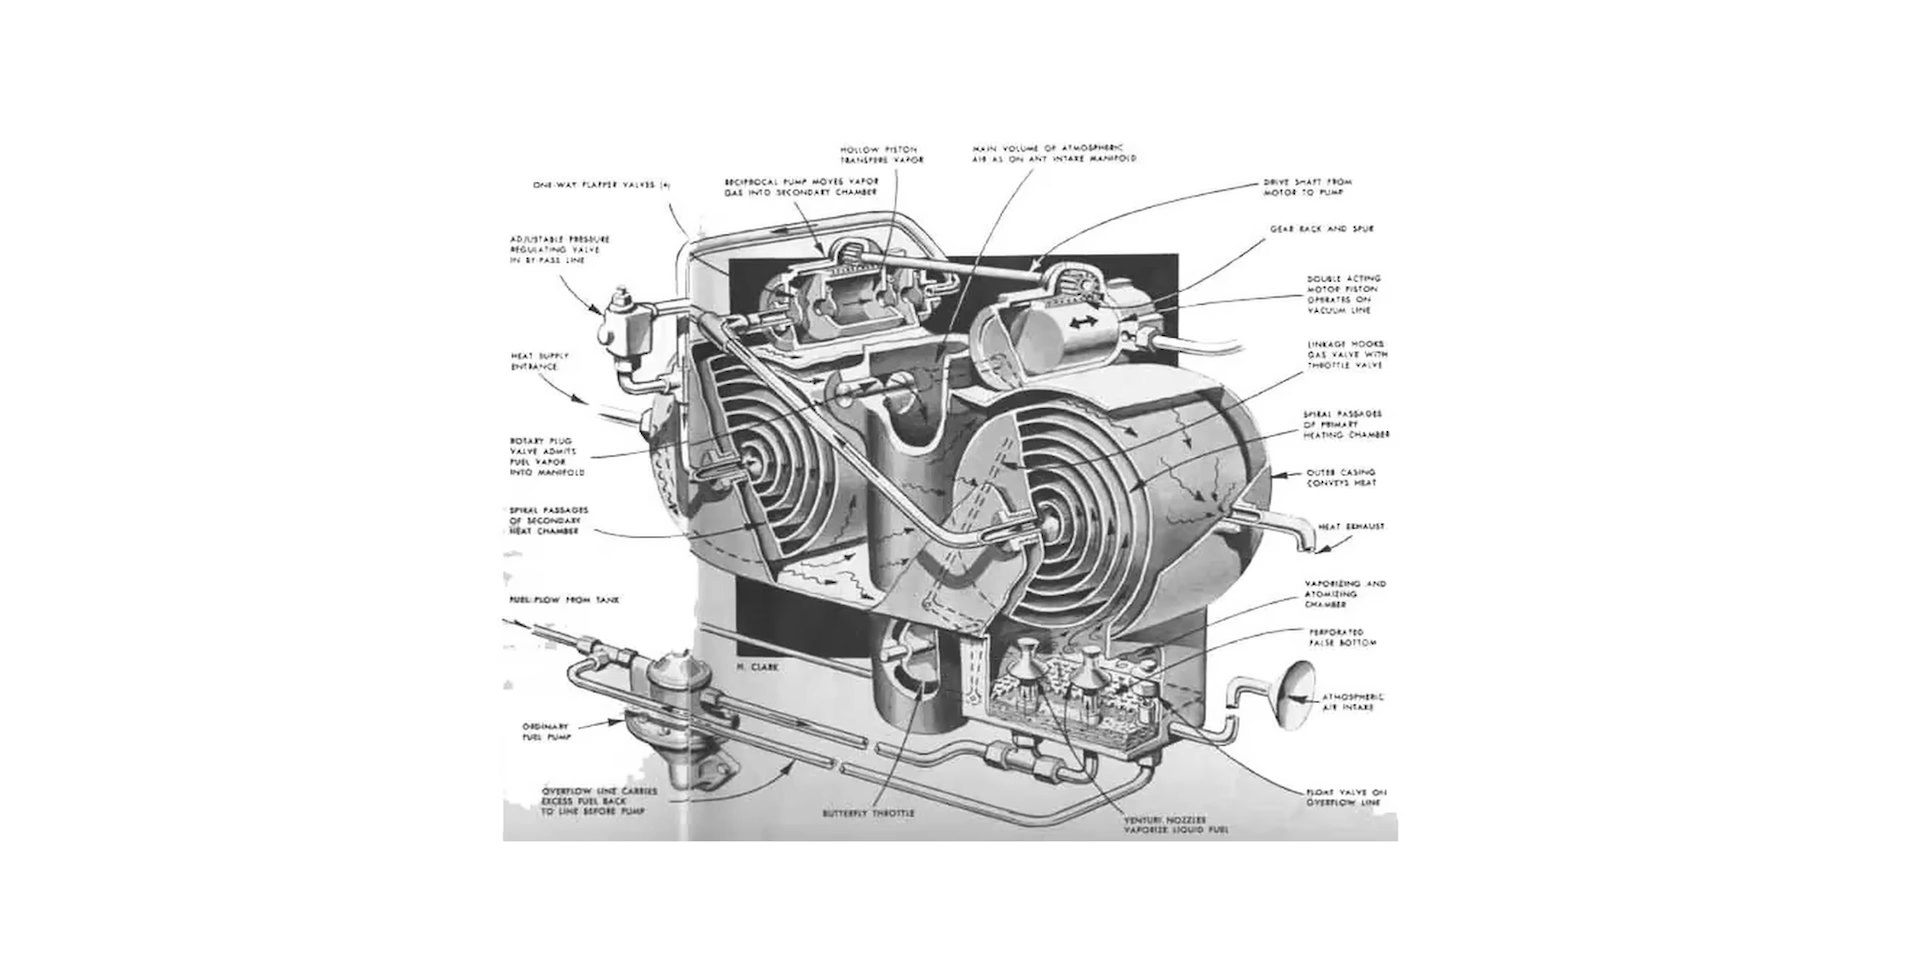 HOLLOW PISTON
TRANSFERS VAPOR
MAIN VOLUME OF ATMOSPHERIC
AIR AS ON ANY INTAKE MANIFOLD
ONE-WAY FLAPPER VALVES (4)
RECIPROCAL PUMP MOVES VAPOR
GAS INTO SECONDARY CHAMBER
DRIVE SHAFT FROM
MOTOR TO PUMP
GEAR RACK AND SPUR
ADJUSTABLE PRESSURE
REGULATING VALVE
IN BY-PASS LINE
DOUBLE ACTING
MOTOR PISTON
OPERATES ON
VACUUM LINE
HEAT SUPPLY
ENTRANCE
LINKAGE HOOKS
GAS VALVE WITH
THROTTLE VALVE
SPIRAL PASSAGES
OF PRIMARY
HEATING CHAMBER
ROTARY PLUG
VALVE ADMITS
FUEL VAPOR
INTO MANIFOLD
OUTER CASING
CONVEYS HEAT
SPIRAL PASSAGES
OF SECONDARY
HEAT CHAMBER
HEAT EXHAUST
VAPORIZING AND
ATOMIZING
CHAMBER
FUEL FLOW FROM TANK
PERFORATED
FALSE BOTTOM
H. CLARK
ATMOSPHERIC
AIR INTAKE
ORDINARY
FUEL PUMP
OVERFLOW LINE CARRIES
EXCESS FUEL BACK
TO LINE BEFORE PUMP
BUTTERFLY THROTTLE
FLOAT VALVE ON
OVERFLOW LINE
VENTURI NOZZLES
VAPORIZE LIQUID FUEL